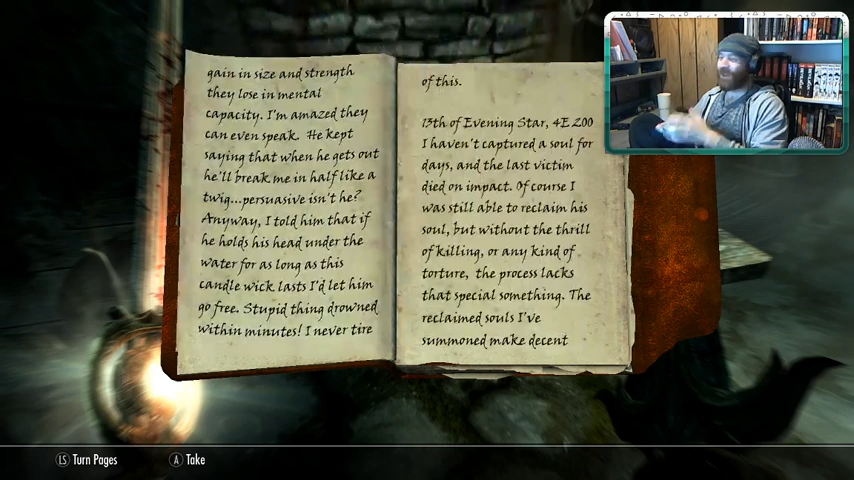 gain in size and strength
they lose in mental
capacity. I'm amazed they
can even speak. He kept
saying that when he gets out
he'll break me in half like a
twig...persuasive isn't he?
Anyway, I told him that if
he holds his head under the
water for as long as this
candle wick lasts I'd let him
go free. Stupid thing drowned
within minutes! I never tire
of this.
13th of Evening Star, 4E 200
I haven't captured a soul for
days, and the last victim
died on impact. Of course I
was still able to reclaim his
soul, but without the thrill
of killing, or any kind of
torture, the process lacks
that special something. The
reclaimed souls I've
summoned make decent
LS Turn Pages
A Take